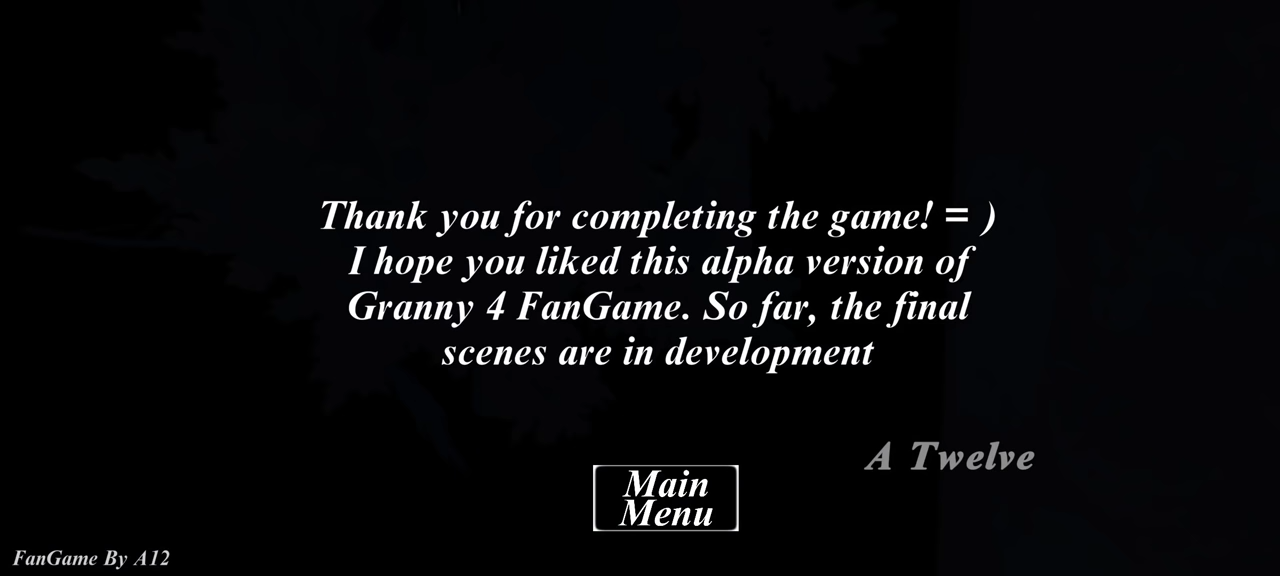 Thank you for completing the game! = )
I hope you liked this alpha version of
Granny 4 FanGame. So far, the final
scenes are in development
A Twelve
Main
Menu
FanGame By A12